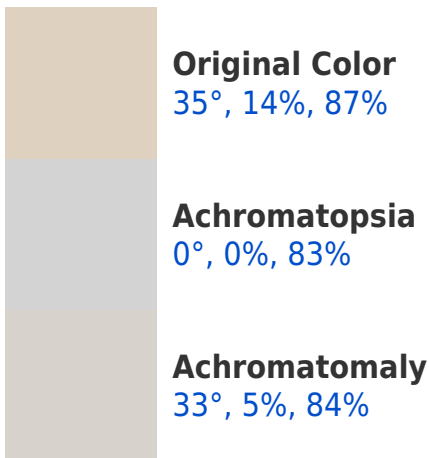 Original Color
35°, 14%, 87%
Achromatopsia
0°, 0%, 83%
Achromatomaly
33°, 5%, 84%